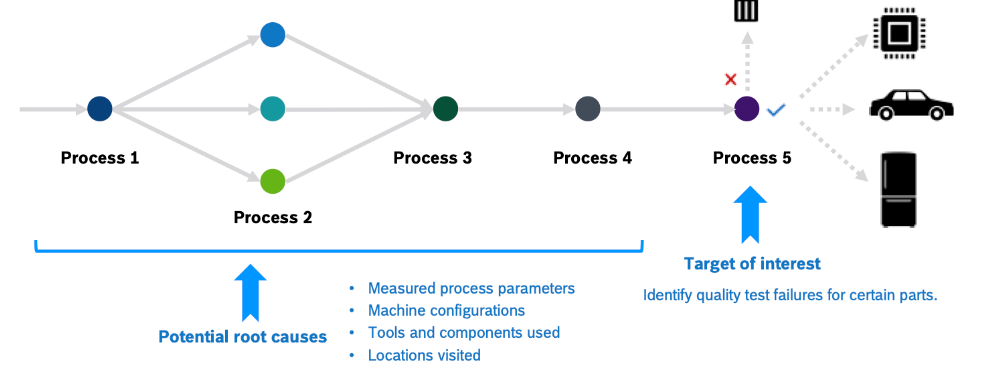 Process 1
Process 3
Process 4
Process 5
Process 2
Target of interest
Identify quality test failures for certain parts.
Potential root causes
• Measured process parameters
• Machine configurations
• Tools and components used
• Locations visited